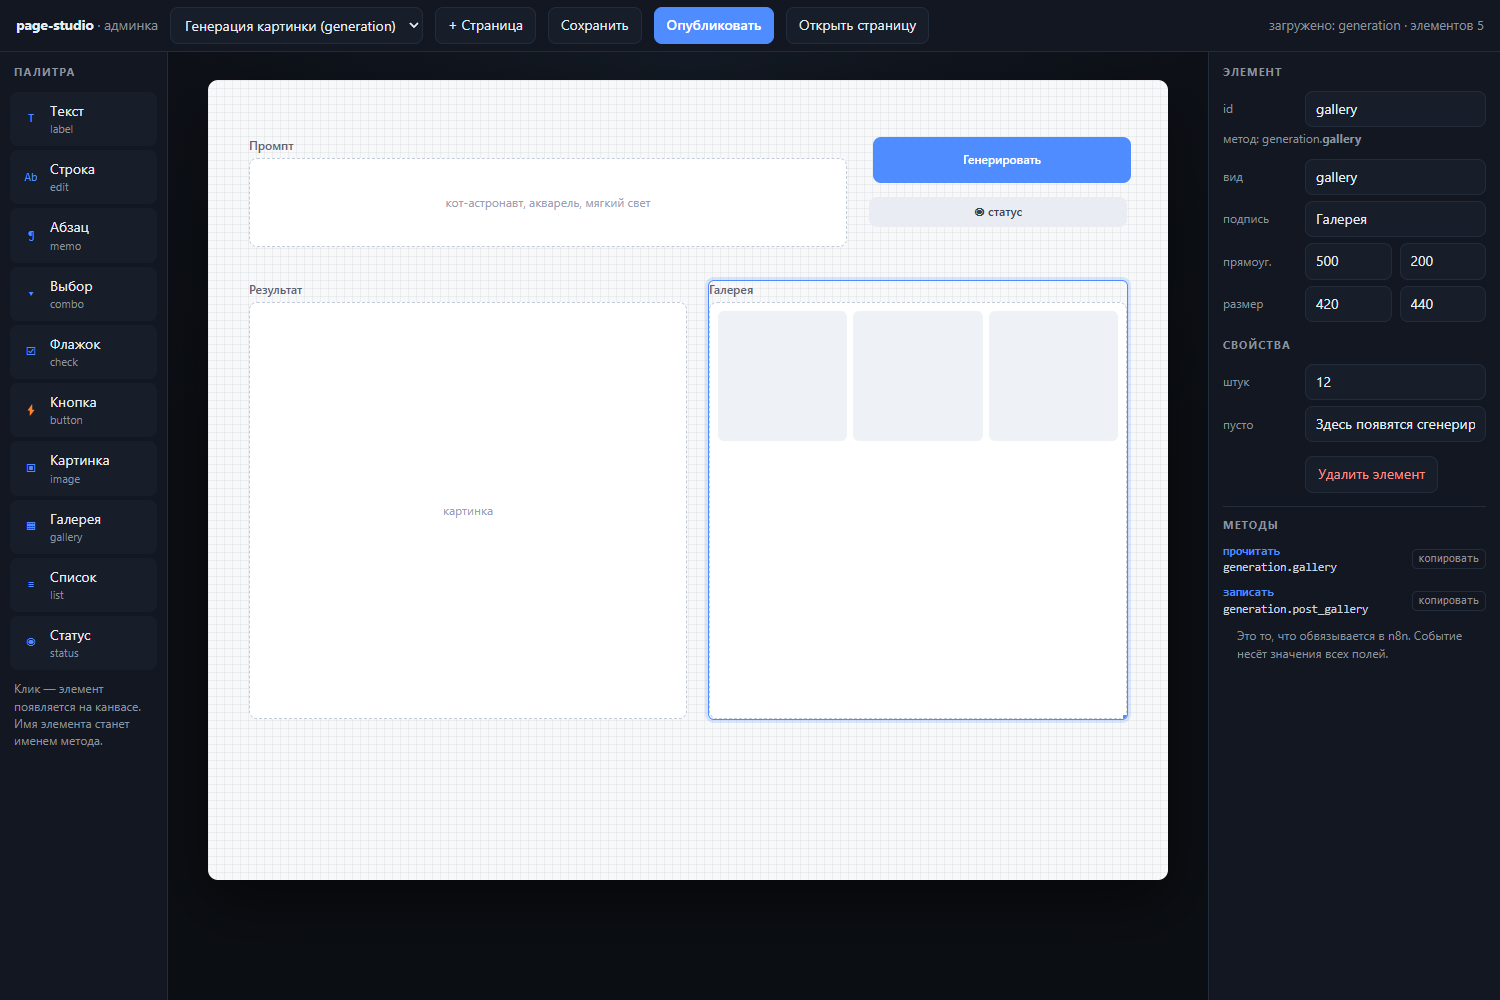 page-studio · админка
Генерация картинки (generation)
+ Страница
Сохранить
Опубликовать
Открыть страницу
загружено: generation · элементов 5
ПАЛИТРА
T
Текст
label
Ab
Строка
edit
¶
Абзац
memo
Выбор
combo
Флажок
check
Кнопка
button
Картинка
image
Галерея
gallery
Список
list
Статус
status
Клик — элемент
появляется на канвасе.
Имя элемента станет
именем метода.
Промпт
кот-астронавт, акварель, мягкий свет
Генерировать
статус
Результат
картинка
Галерея
ЭЛЕМЕНТ
id
gallery
метод: generation.gallery
вид
gallery
подпись
Галерея
прямоуг.
500
200
размер
420
440
СВОЙСТВА
штук
12
пусто
Здесь появятся сгенерир
Удалить элемент
МЕТОДЫ
прочитать
generation.gallery
копировать
записать
generation.post_gallery
копировать
Это то, что обвязывается в n8n. Событие
несёт значения всех полей.